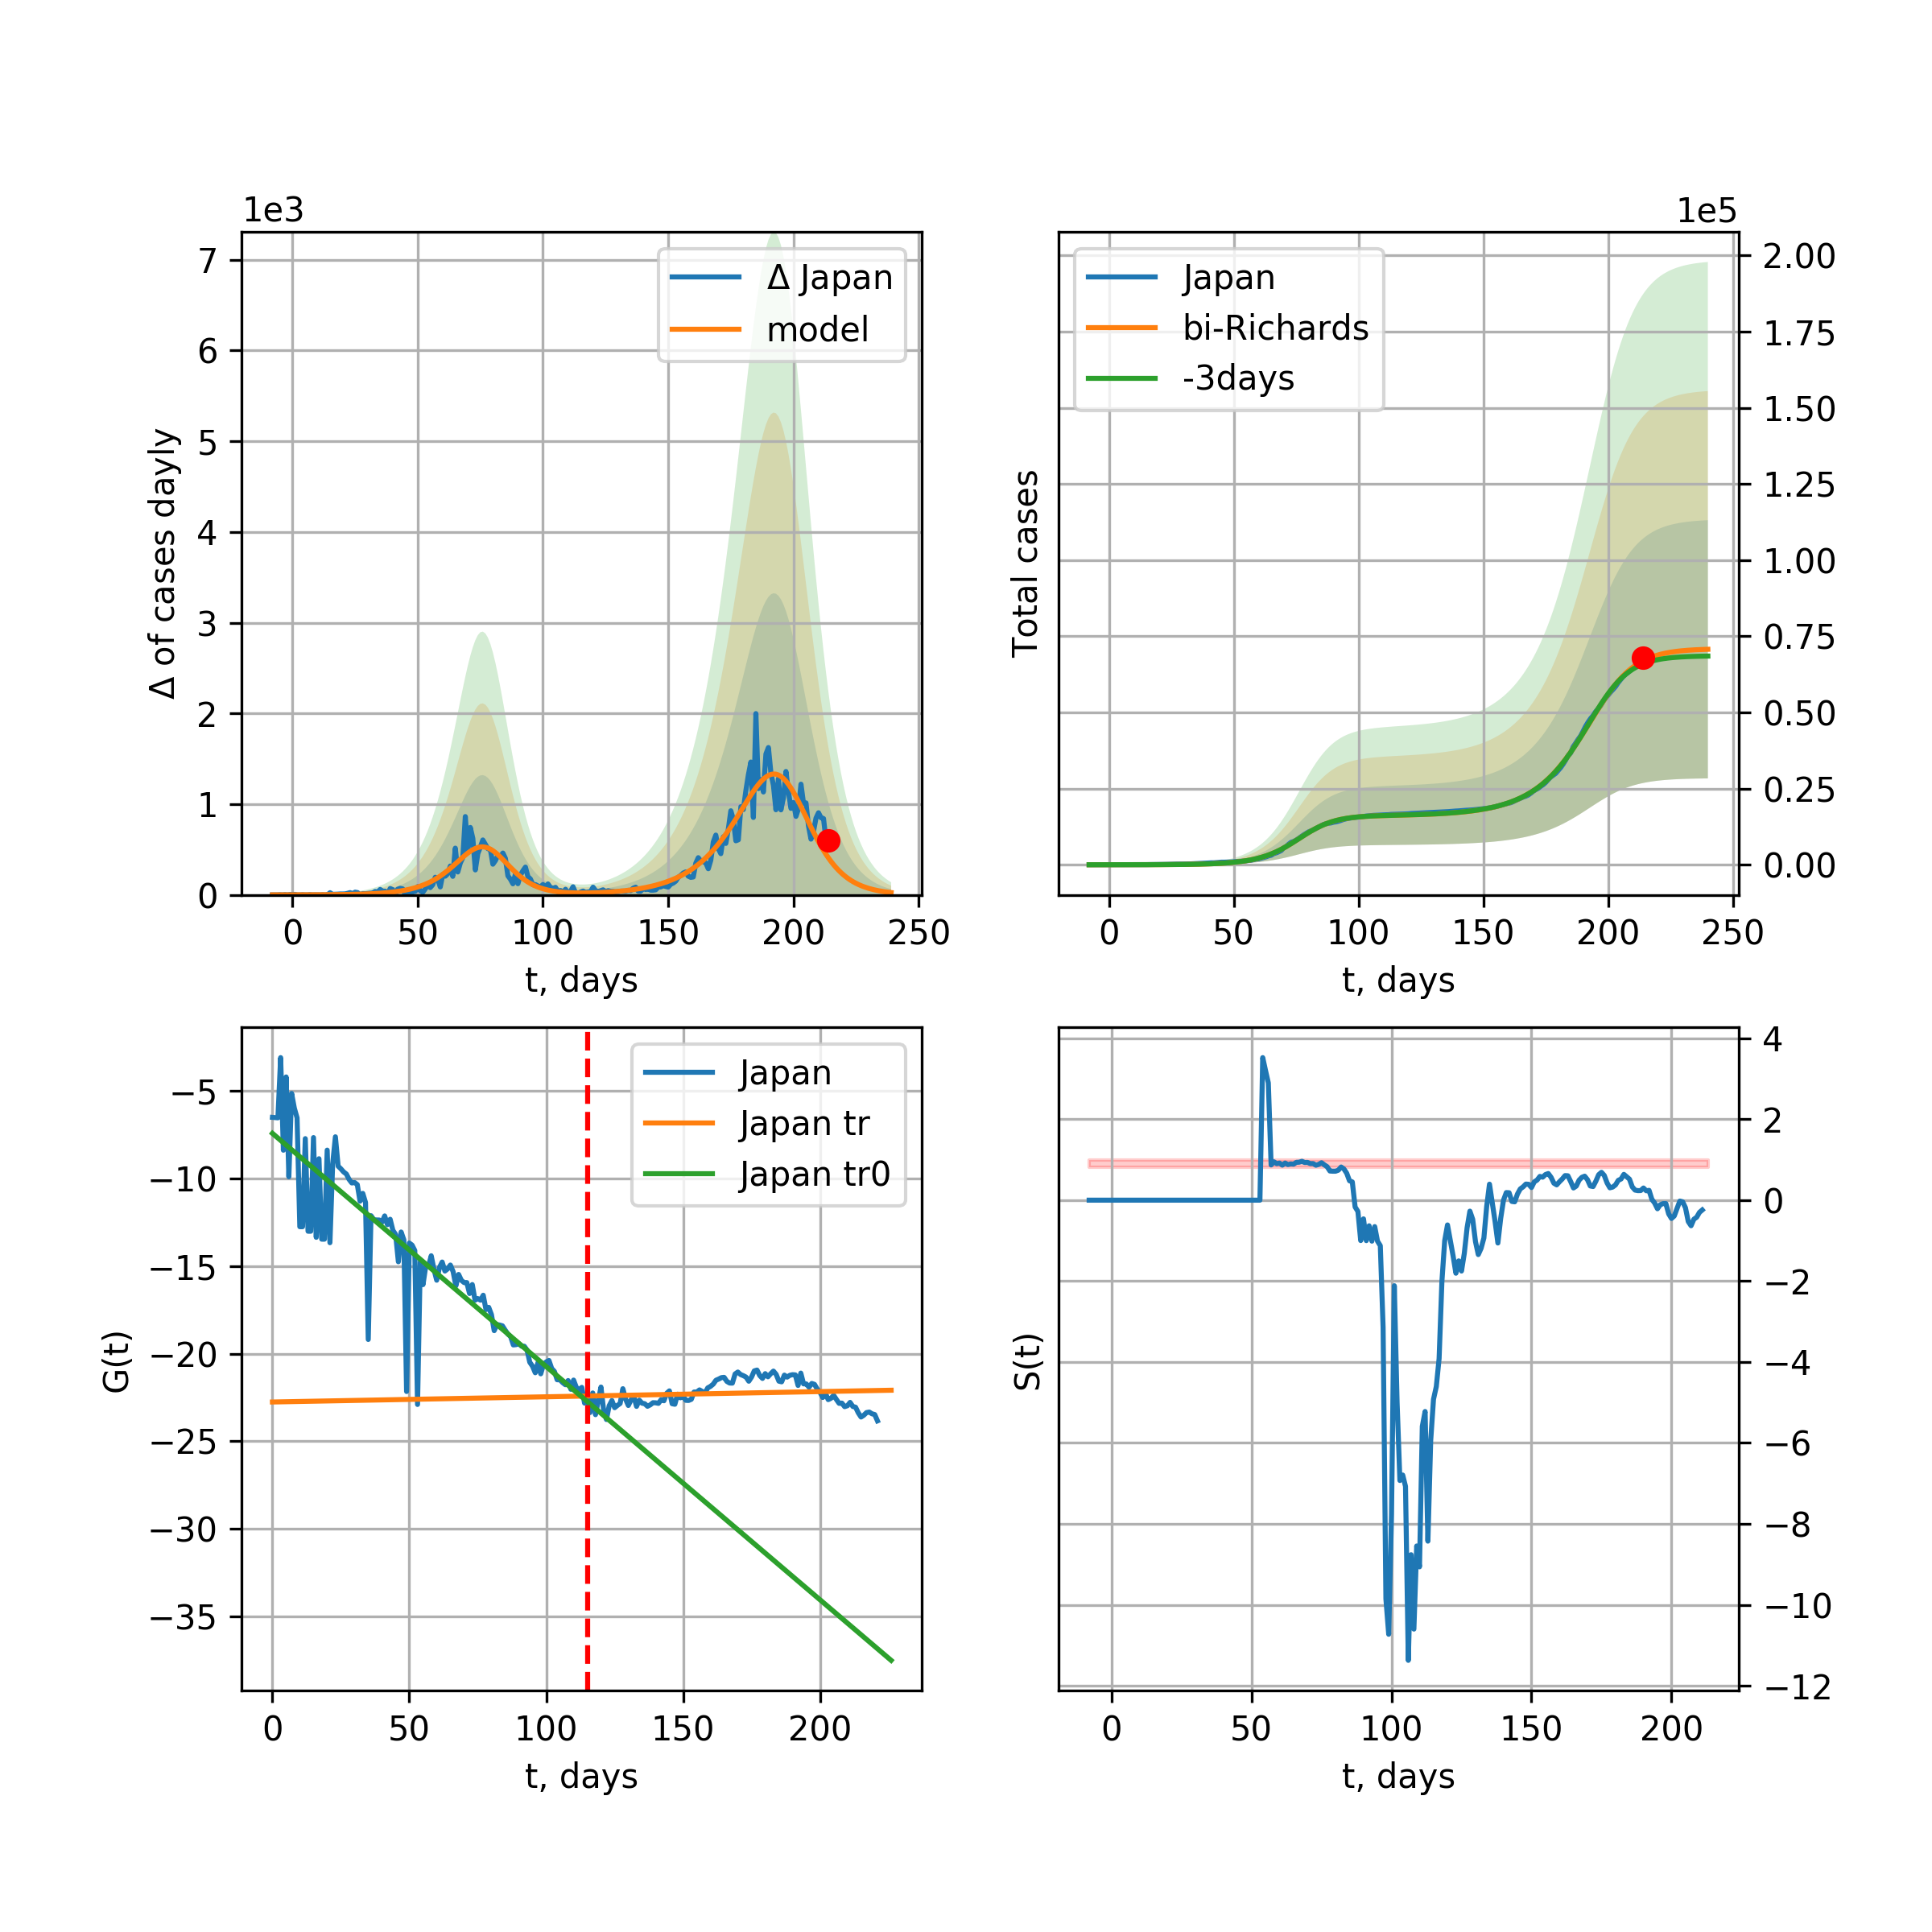 1e3
7
6
5
4
3
2
1
0
Δ of cases dayly
Δ Japan
model
0 50 100 150 200 250
t, days
1e5
2.00
1.75
1.50
1.25
1.00
0.75
0.50
0.25
0.00
Total cases
Japan
bi-Richards
-3days
0 50 100 150 200 250
t, days
−5
−10
−15
−20
−25
−30
−35
G(t)
Japan
Japan tr
Japan tr0
0 50 100 150 200
t, days
4
2
0
−2
−4
−6
−8
−10
−12
S(t)
0 50 100 150 200
t, days